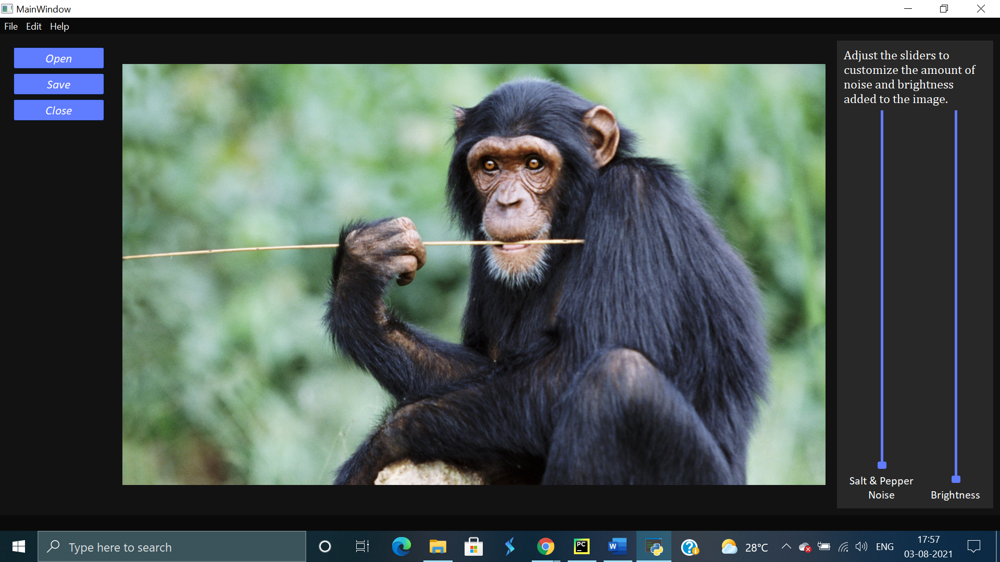 MainWindow
File Edit Help
Open
Save
Close
Adjust the sliders to
customize the amount of
noise and brightness
added to the image.
Salt & Pepper
Noise
Brightness
Type here to search
PC
W
28°C
ENG
17:57
03-08-2021